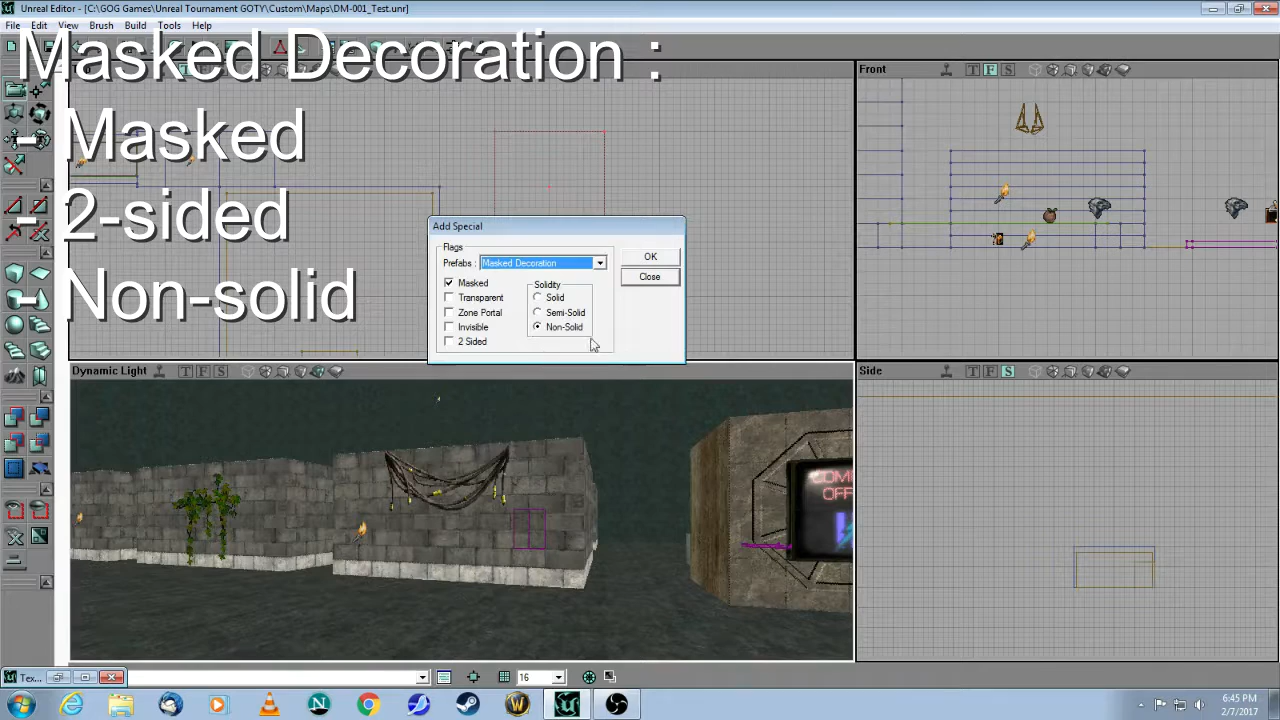 Unreal Editor - [C:\GOG Games\Unreal Tournament GOTY\Custom\Maps\DM-001_Test.unr]
File Edit View Brush Build Tools Help
Masked Decoration :
- Masked
- 2-sided
- Non-solid
T F S
Front T F S
Add Special
Flags
Prefabs : Masked Decoration
Masked
Transparent
Zone Portal
Invisible
2 Sided
Solidity
Solid
Semi-Solid
Non-Solid
OK
Close
Dynamic Light T F S
Side T F S
OFF
Tex...
16
6:45 PM
2/7/2017